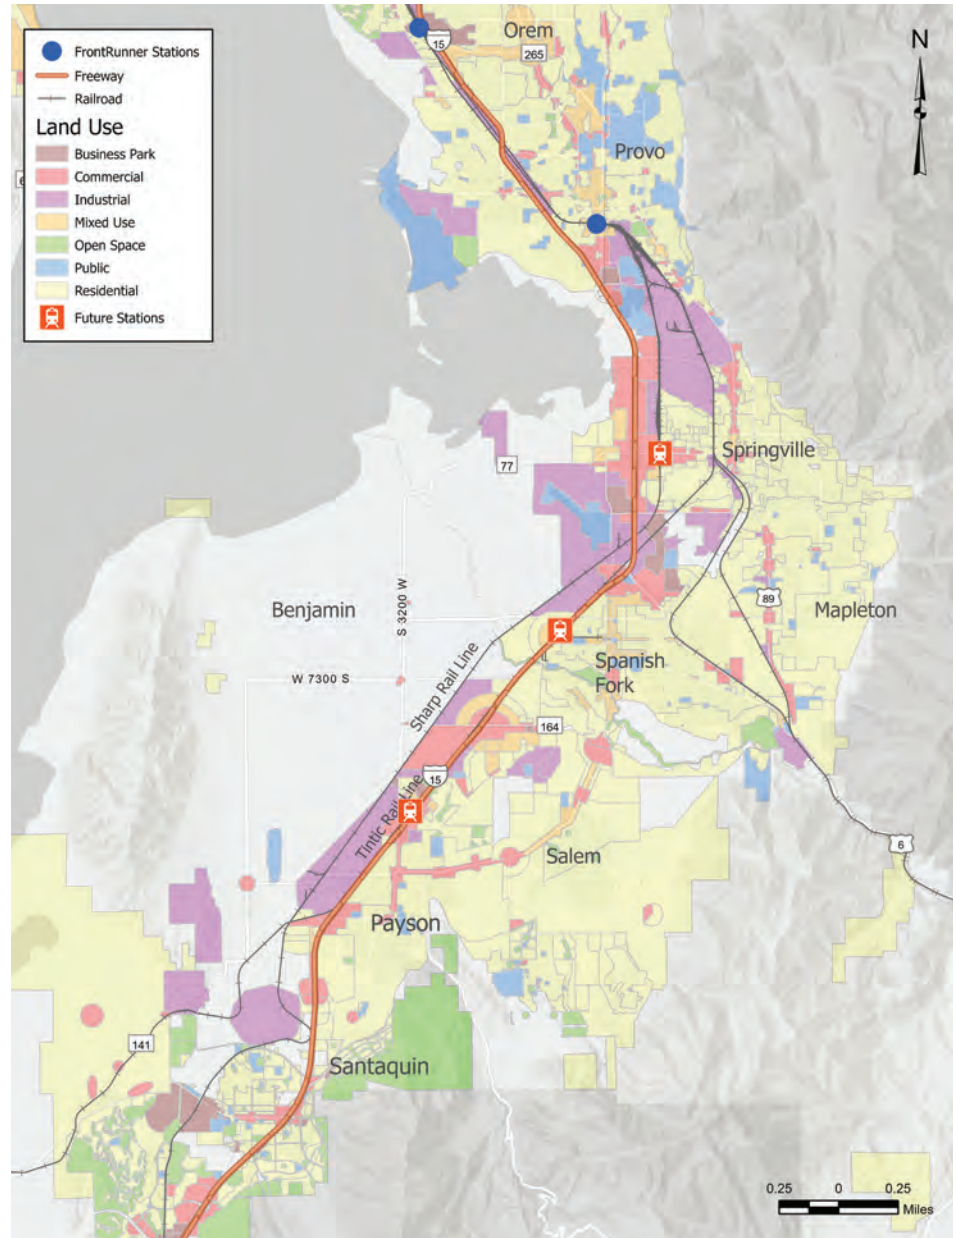 FrontRunner Stations
Freeway
Railroad
Land Use
Business Park
Commercial
Industrial
Mixed Use
Open Space
Public
Residential
Future Stations
N
15
Orem
265
Provo
6
77
Springville
S 3200 W
Benjamin
89
Mapleton
Sharp Rail Line
Spanish
Fork
W 7300 S
164
15
Tintic Rail Line
Salem
6
Payson
141
Santaquin
0.25 0 0.25
Miles